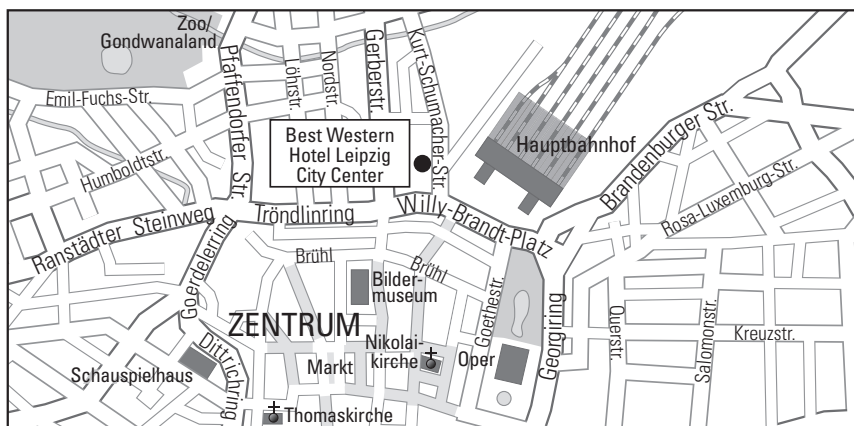 Zoo/
Gondwanaland
Pfaffendorfer Str.
Löhrstr.
Nordstr.
Gerberstr.
Kurt-Schumacher-Str.
Emil-Fuchs-Str.
Humboldtstr.
Best Western
Hotel Leipzig
City Center
Hauptbahnhof
Brandenburger Str.
Rosa-Luxemburg-Str.
Ranstädter Steinweg
Tröndlinring
Willy-Brandt-Platz
Goerdelerring
Brühl
Brühl
Bilder-
museum
Goethestr.
Georgiring
Querstr.
Salomonstr.
Kreuzstr.
ZENTRUM
Dittrichring
Schauspielhaus
Markt
Nikolai-
kirche
Oper
Thomaskirche